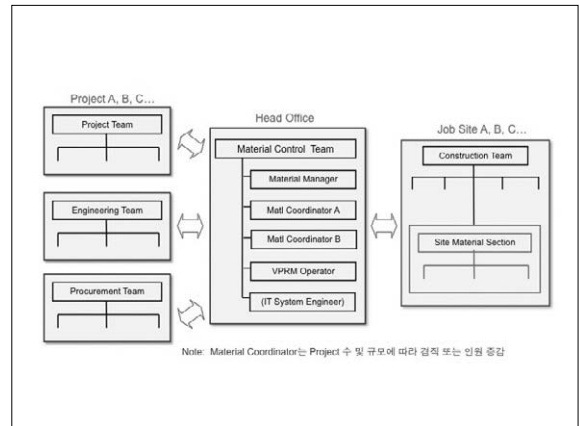 Project A, B, C...
Project Team
Engineering Team
Procurement Team
Head Office
Material Control Team
Material Manager
Matl Coordinator A
Matl Coordinator B
VPRM Operator
(IT System Engineer)
Job Site A, B, C...
Construction Team
Site Material Section
Note: Material Coordinator는 Project 수 및 규모에 따라 겸직 또는 인원 증감